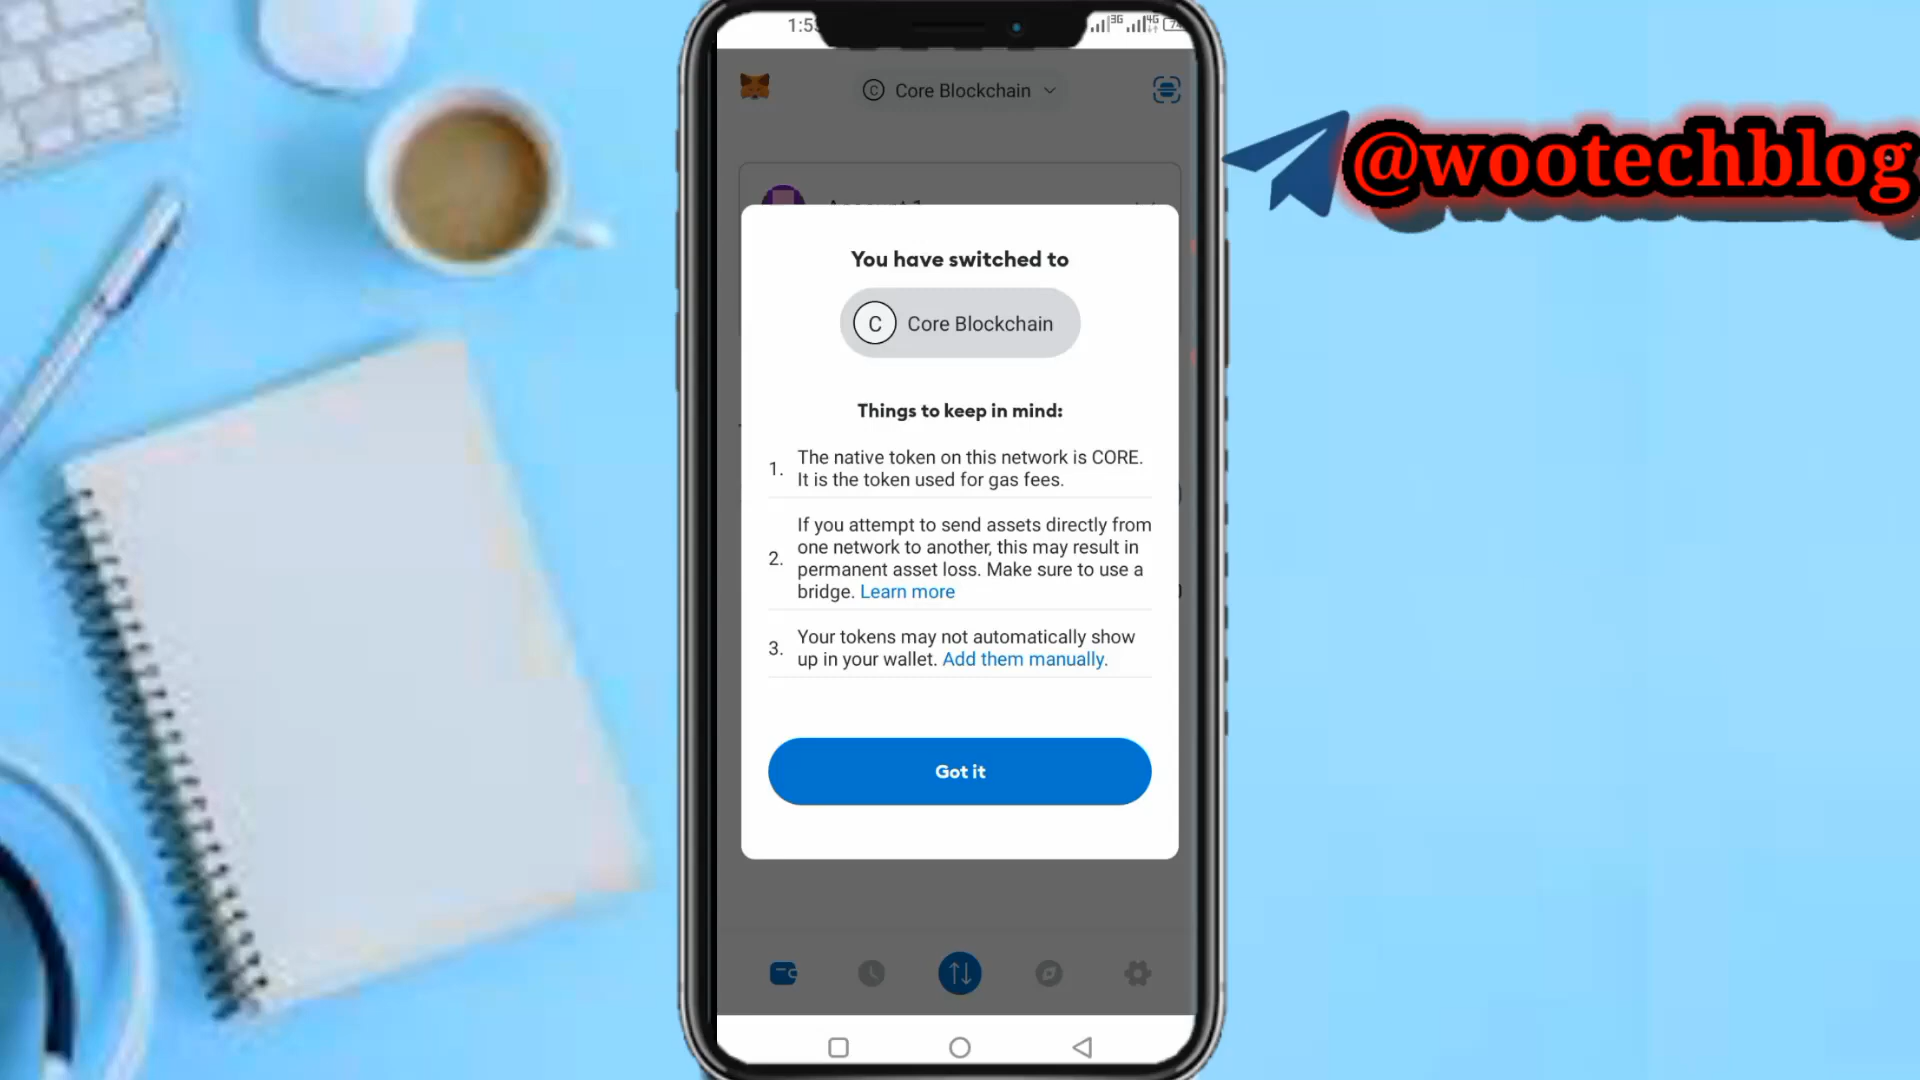 3G 4G
Core Blockchain
@wootechblog
You have switched to
C Core Blockchain
Things to keep in mind:
1. The native token on this network is CORE.
It is the token used for gas fees.
2. If you attempt to send assets directly from
one network to another, this may result in
permanent asset loss. Make sure to use a
bridge. Learn more
3. Your tokens may not automatically show
up in your wallet. Add them manually.
Got it